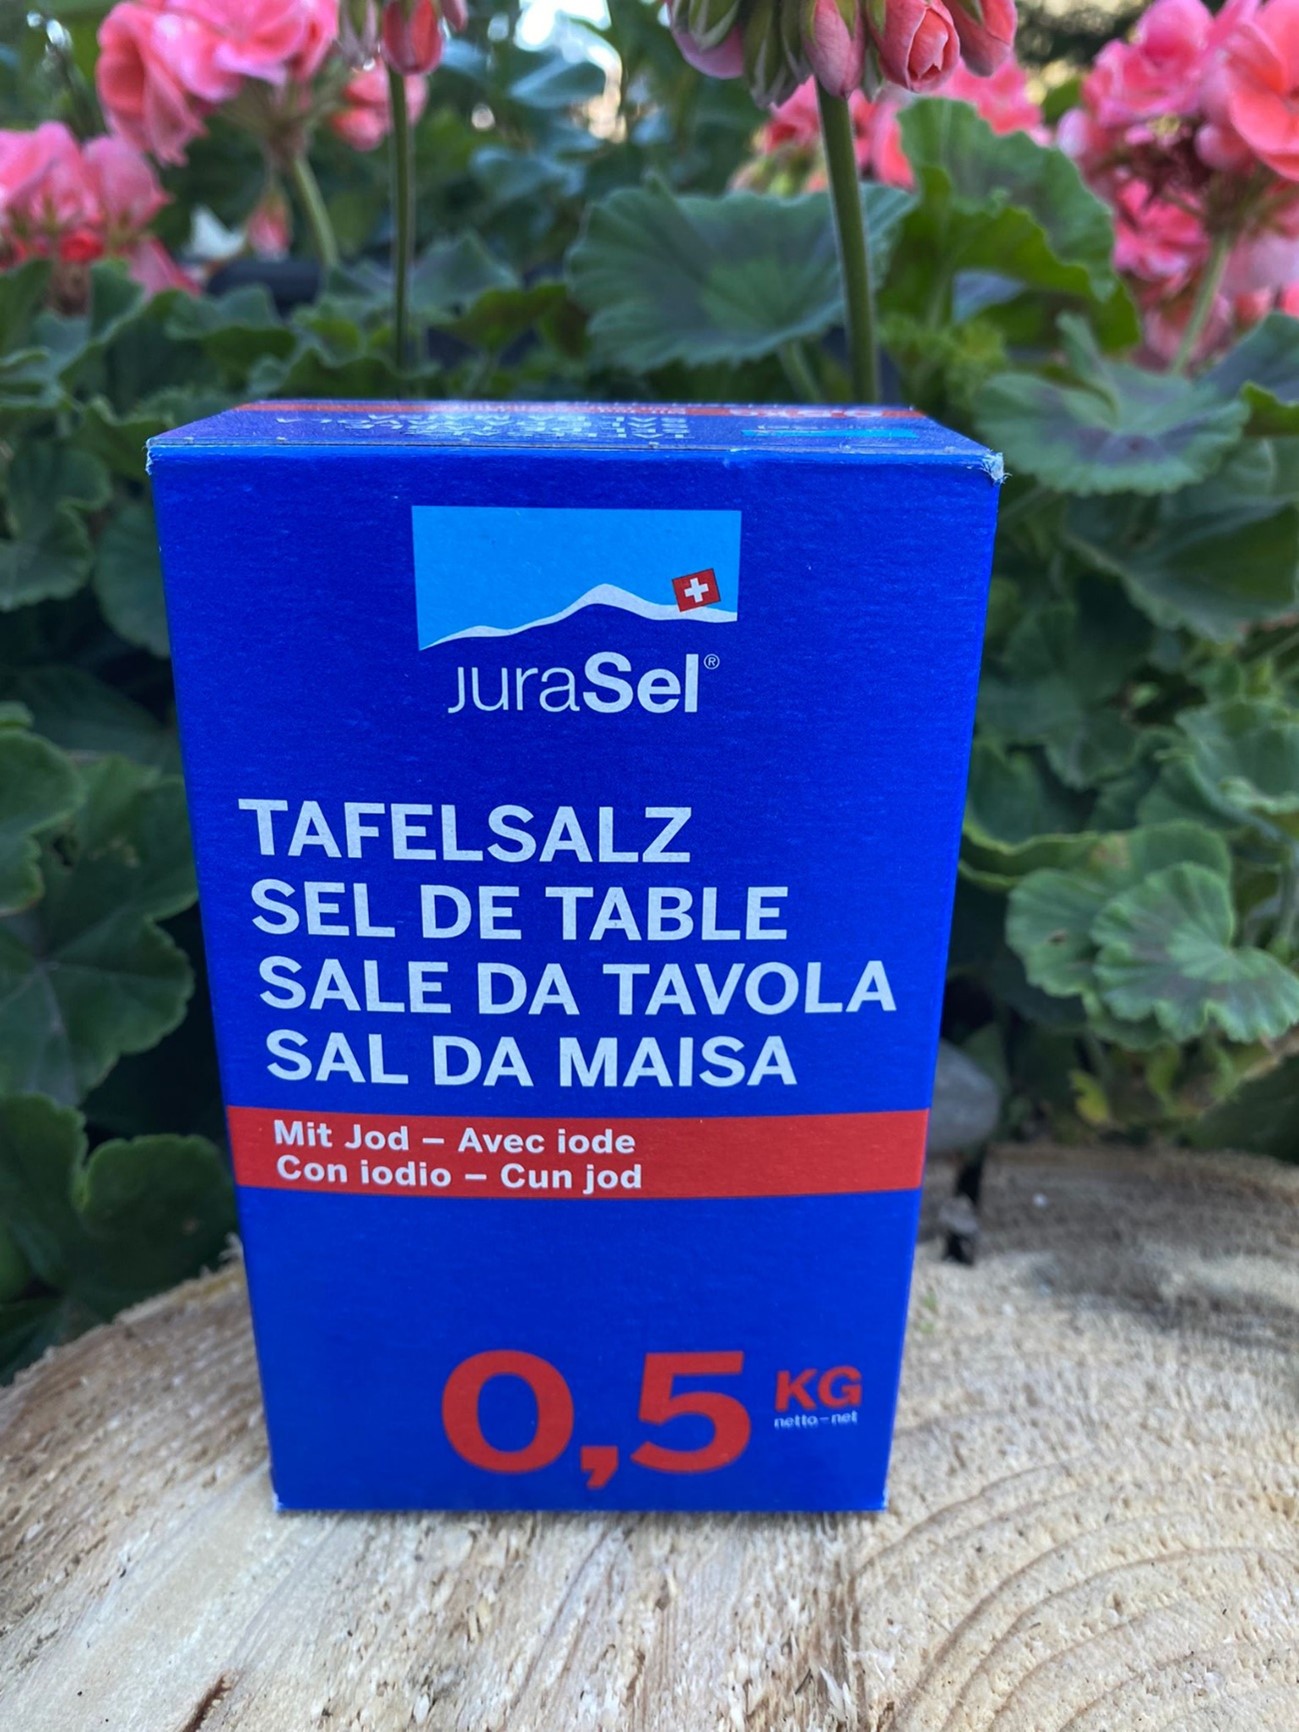 juraSel®
TAFELSALZ
SEL DE TABLE
SALE DA TAVOLA
SAL DA MAISA
Mit Jod – Avec iode
Con iodio – Cun jod
0,5 KG
netto–net